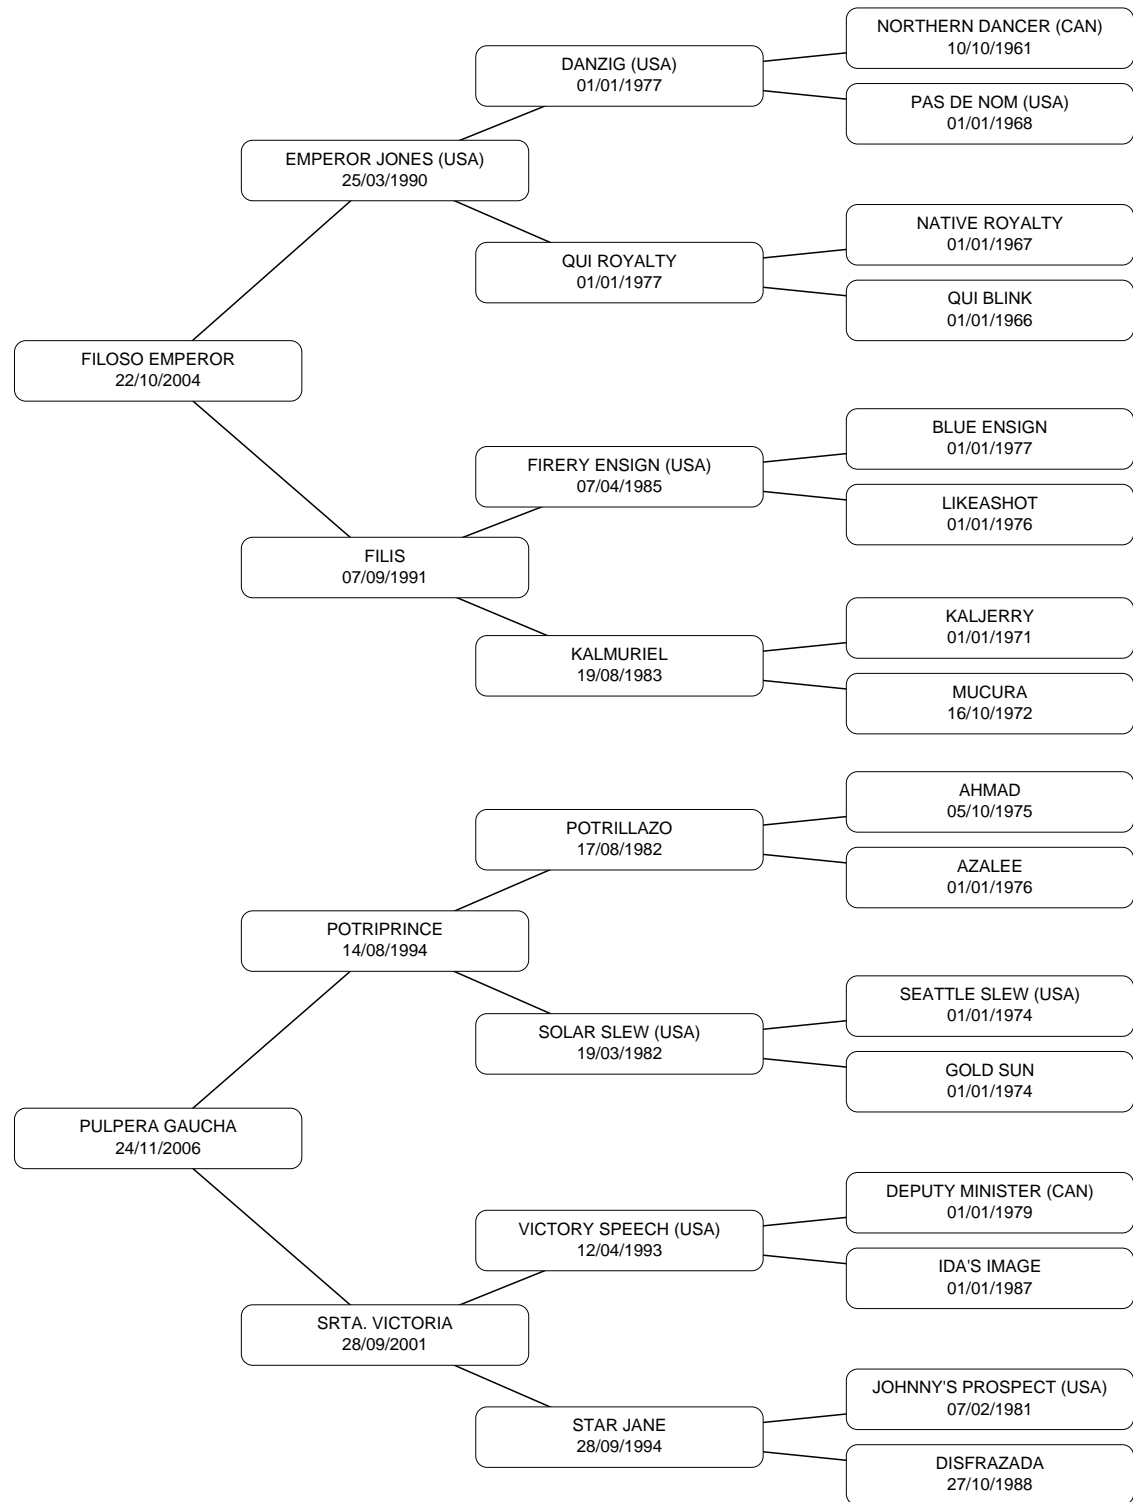 NORTHERN DANCER (CAN)
10/10/1961
DANZIG (USA)
01/01/1977
PAS DE NOM (USA)
01/01/1968
EMPEROR JONES (USA)
25/03/1990
NATIVE ROYALTY
01/01/1967
QUI ROYALTY
01/01/1977
QUI BLINK
01/01/1966
FILOSO EMPEROR
22/10/2004
BLUE ENSIGN
01/01/1977
FIRERY ENSIGN (USA)
07/04/1985
LIKEASHOT
01/01/1976
FILIS
07/09/1991
KALJERRY
01/01/1971
KALMURIEL
19/08/1983
MUCURA
16/10/1972
AHMAD
05/10/1975
POTRILLAZO
17/08/1982
AZALEE
01/01/1976
POTRIPRINCE
14/08/1994
SEATTLE SLEW (USA)
01/01/1974
SOLAR SLEW (USA)
19/03/1982
GOLD SUN
01/01/1974
PULPERA GAUCHA
24/11/2006
DEPUTY MINISTER (CAN)
01/01/1979
VICTORY SPEECH (USA)
12/04/1993
IDA'S IMAGE
01/01/1987
SRTA. VICTORIA
28/09/2001
JOHNNY'S PROSPECT (USA)
07/02/1981
STAR JANE
28/09/1994
DISFRAZADA
27/10/1988